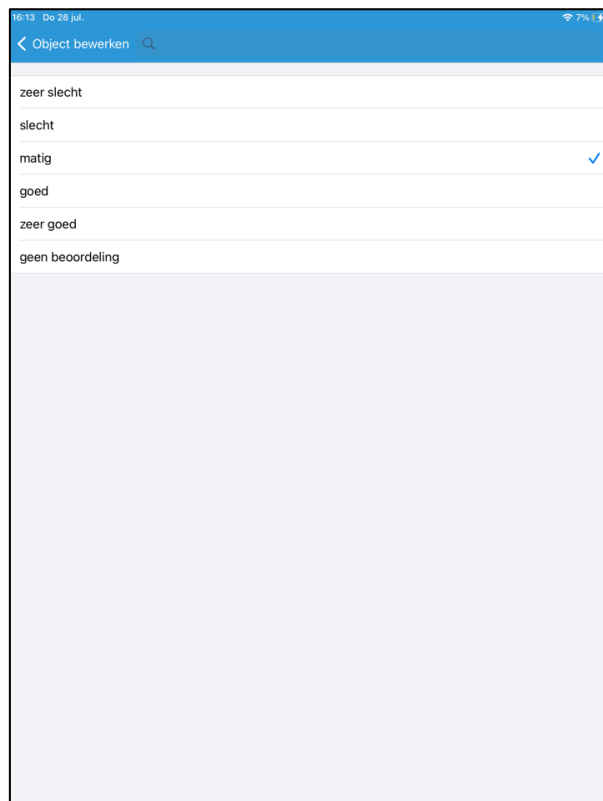 16:13 Do 28 jul. 7%
Object bewerken
zeer slecht
slecht
matig
goed
zeer goed
geen beoordeling